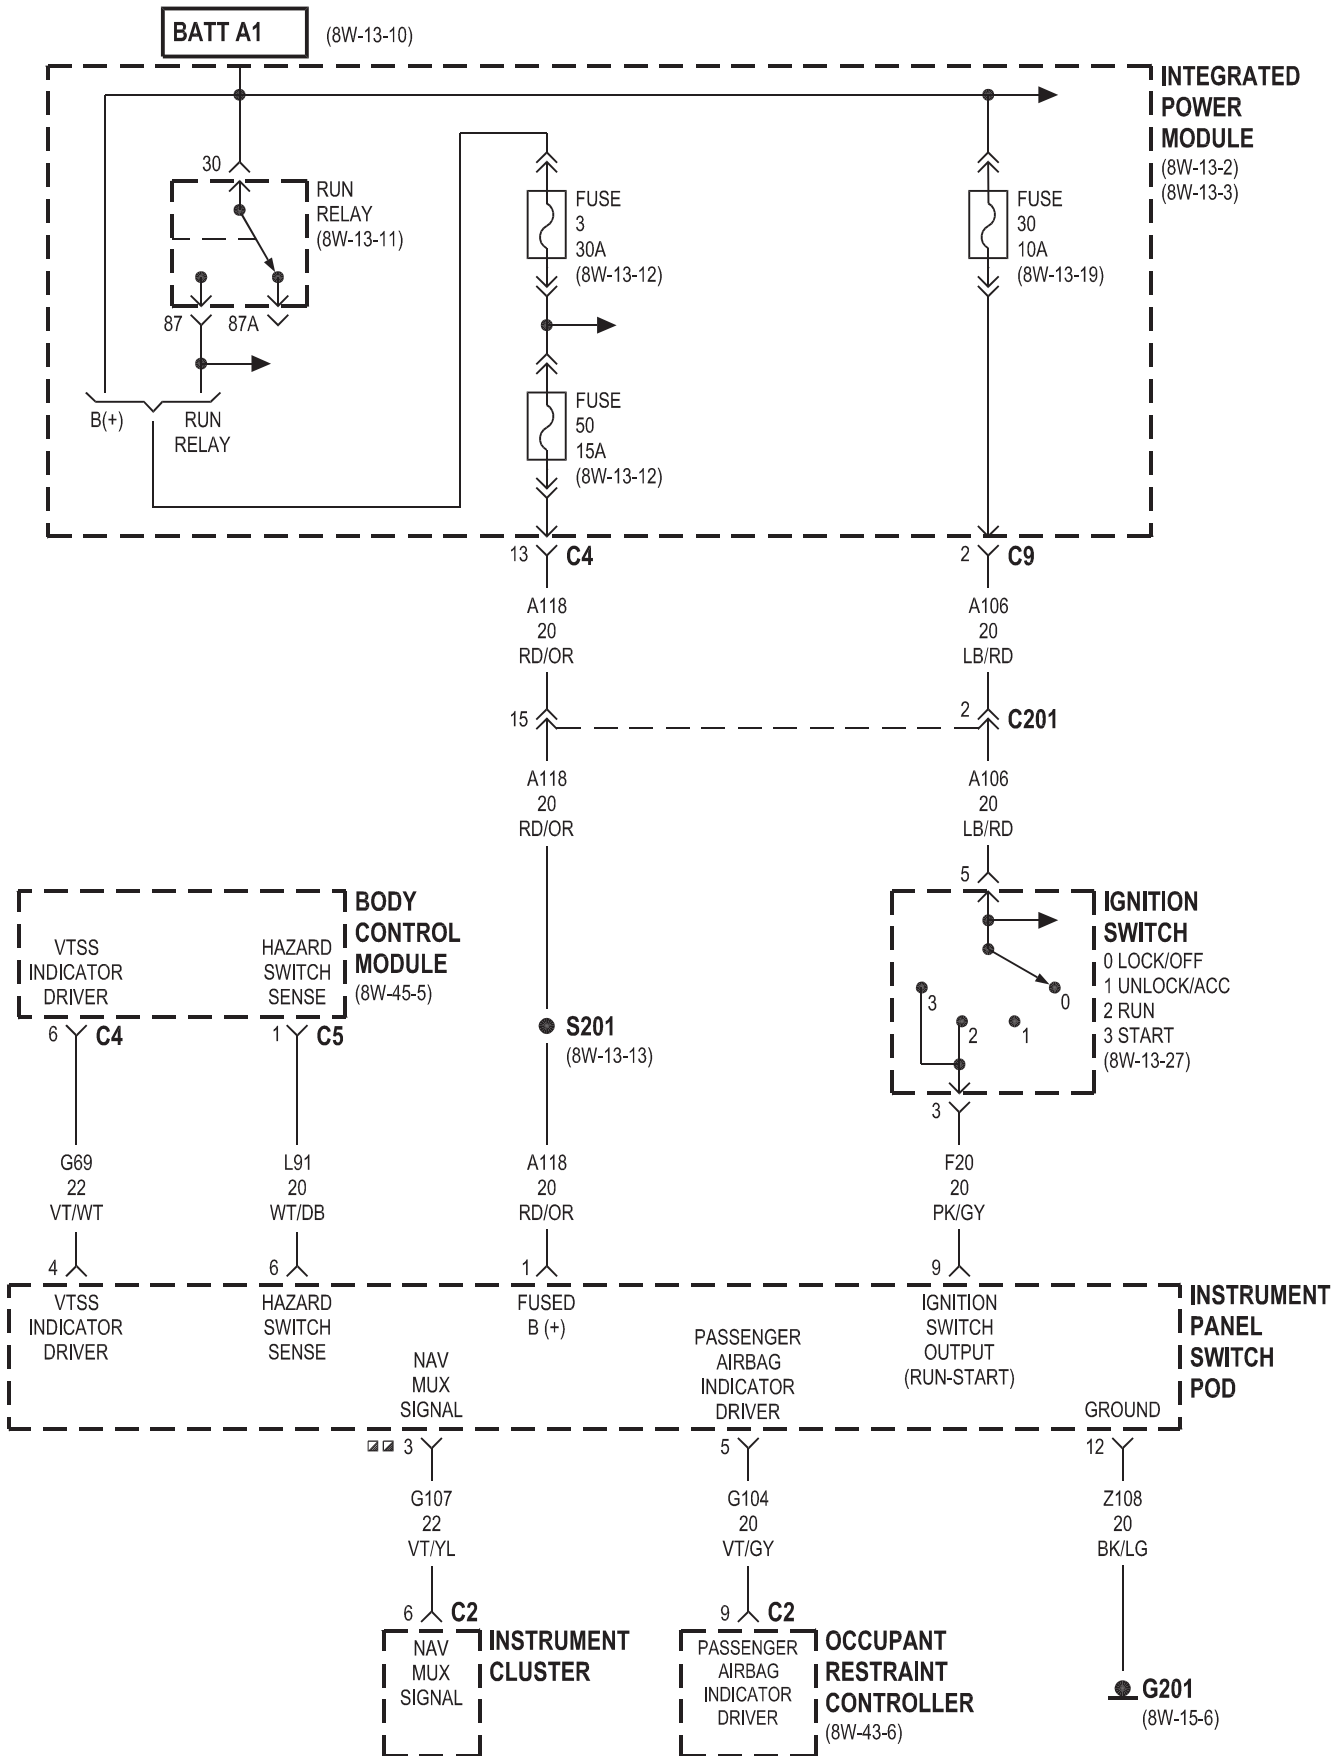 BATT A1
(8W-13-10)
INTEGRATED
POWER
MODULE
(8W-13-2)
(8W-13-3)
30
RUN
RELAY
(8W-13-11)
87
87A
B(+)
RUN
RELAY
FUSE
3
30A
(8W-13-12)
FUSE
50
15A
(8W-13-12)
FUSE
30
10A
(8W-13-19)
13
C4
2
C9
A118
20
RD/OR
A106
20
LB/RD
15
2
C201
A118
20
RD/OR
A106
20
LB/RD
5
BODY
CONTROL
MODULE
(8W-45-5)
VTSS
INDICATOR
DRIVER
HAZARD
SWITCH
SENSE
6
C4
1
C5
S201
(8W-13-13)
IGNITION
SWITCH
0 LOCK/OFF
1 UNLOCK/ACC
2 RUN
3 START
(8W-13-27)
3
2
1
0
3
G69
22
VT/WT
L91
20
WT/DB
A118
20
RD/OR
F20
20
PK/GY
4
6
1
9
INSTRUMENT
PANEL
SWITCH
POD
VTSS
INDICATOR
DRIVER
HAZARD
SWITCH
SENSE
NAV
MUX
SIGNAL
FUSED
B (+)
PASSENGER
AIRBAG
INDICATOR
DRIVER
IGNITION
SWITCH
OUTPUT
(RUN-START)
GROUND
3
5
12
G107
22
VT/YL
G104
20
VT/GY
Z108
20
BK/LG
6
C2
9
C2
INSTRUMENT
CLUSTER
NAV
MUX
SIGNAL
OCCUPANT
RESTRAINT
CONTROLLER
(8W-43-6)
PASSENGER
AIRBAG
INDICATOR
DRIVER
G201
(8W-15-6)